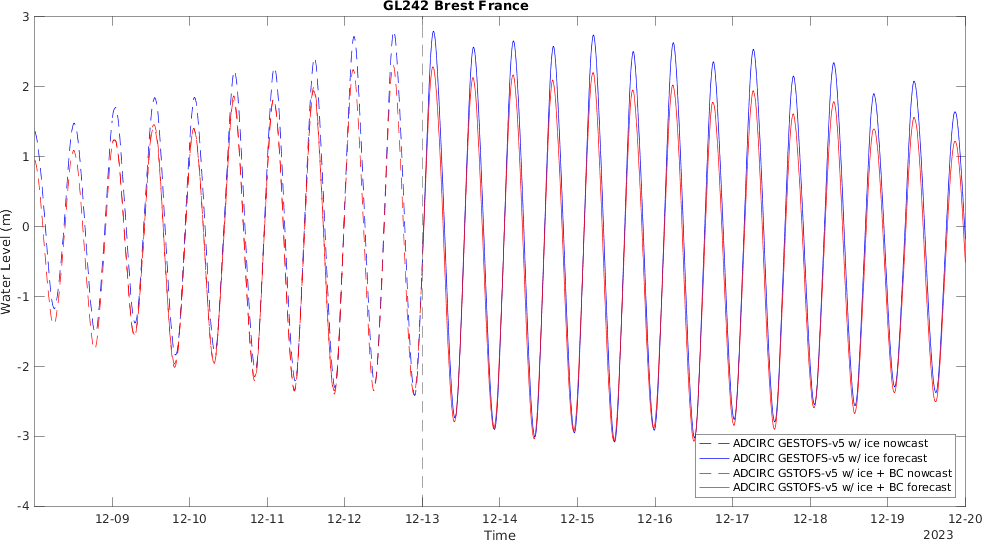 GL242 Brest France
3
2
1
0
-1
-2
-3
-4
Water Level (m)
ADCIRC GESTOFS-v5 w/ ice nowcast
ADCIRC GESTOFS-v5 w/ ice forecast
ADCIRC GSTOFS-v5 w/ ice + BC nowcast
ADCIRC GSTOFS-v5 w/ ice + BC forecast
12-09 12-10 12-11 12-12 12-13 12-14 12-15 12-16 12-17 12-18 12-19 12-20
Time
2023